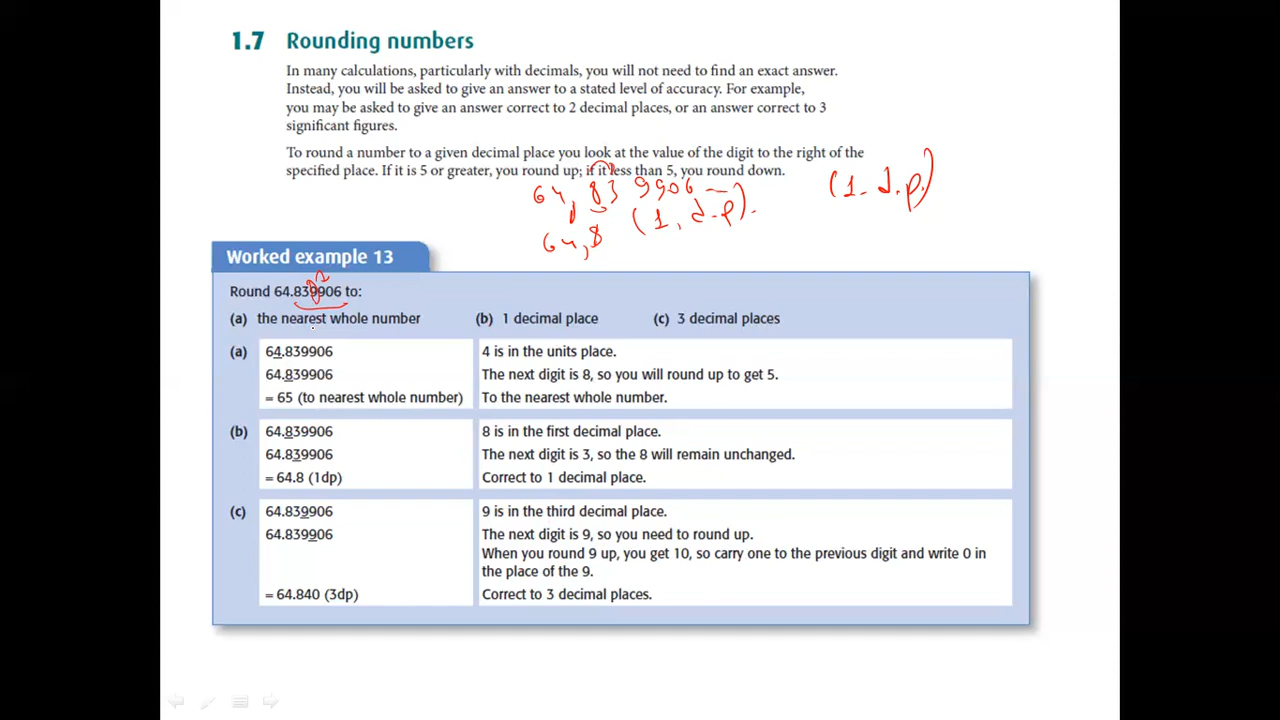 1.7 Rounding numbers
In many calculations, particularly with decimals, you will not need to find an exact answer.
Instead, you will be asked to give an answer to a stated level of accuracy. For example,
you may be asked to give an answer correct to 2 decimal places, or an answer correct to 3
significant figures.
To round a number to a given decimal place you look at the value of the digit to the right of the
specified place. If it is 5 or greater, you round up; if it less than 5, you round down.
64,839906 (1.d.p)
64,8 (1,d.p).
Worked example 13
Round 64.839906 to:
(a) the nearest whole number (b) 1 decimal place (c) 3 decimal places
(a) 64.839906 4 is in the units place.
64.839906 The next digit is 8, so you will round up to get 5.
= 65 (to nearest whole number) To the nearest whole number.
(b) 64.839906 8 is in the first decimal place.
64.839906 The next digit is 3, so the 8 will remain unchanged.
= 64.8 (1dp) Correct to 1 decimal place.
(c) 64.839906 9 is in the third decimal place.
64.839906 The next digit is 9, so you need to round up.
When you round 9 up, you get 10, so carry one to the previous digit and write 0 in
the place of the 9.
= 64.840 (3dp) Correct to 3 decimal places.